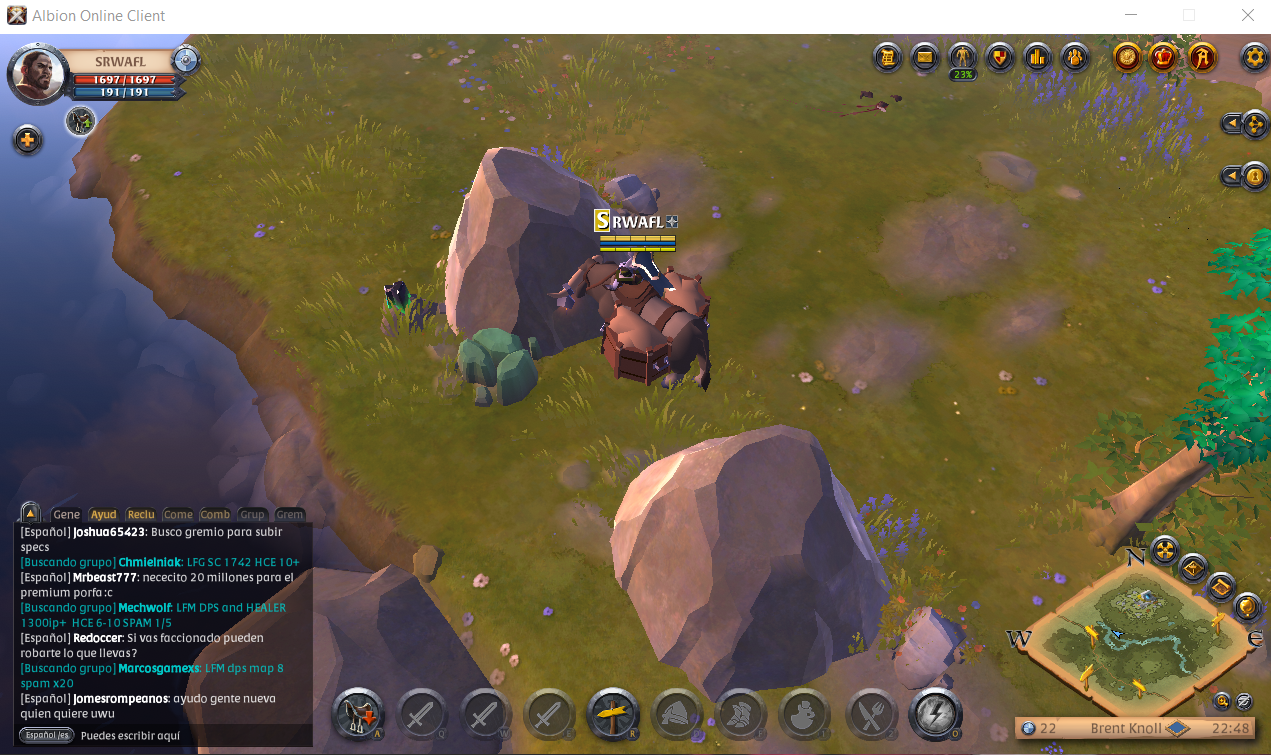 Albion Online Client
SRWAFL
1697 / 1697
191 / 191
23%
SRWAFL
Gene Ayud Reclu Come Comb Grup Grem
[Español] Joshua65423: Busco gremio para subir
specs
[Buscando grupo] Chmielniak: LFG SC 1742 HCE 10+
[Español] Mrbeast777: nececito 20 millones para el
premium porfa :c
[Buscando grupo] Mechwolf: LFM DPS and HEALER
1300ip+ HCE 6-10 SPAM 1/5
[Español] Redoccer: Si vas faccionado pueden
robarte lo que llevas?
[Buscando grupo] Marcosgamexs: LFM dps map 8
spam x20
[Español] Jomesrompeanos: ayudo gente nueva
quien quiere uwu
Español /es Puedes escribir aquí
A Q W E R D F
O
N
W E
22 Brent Knoll 22:48